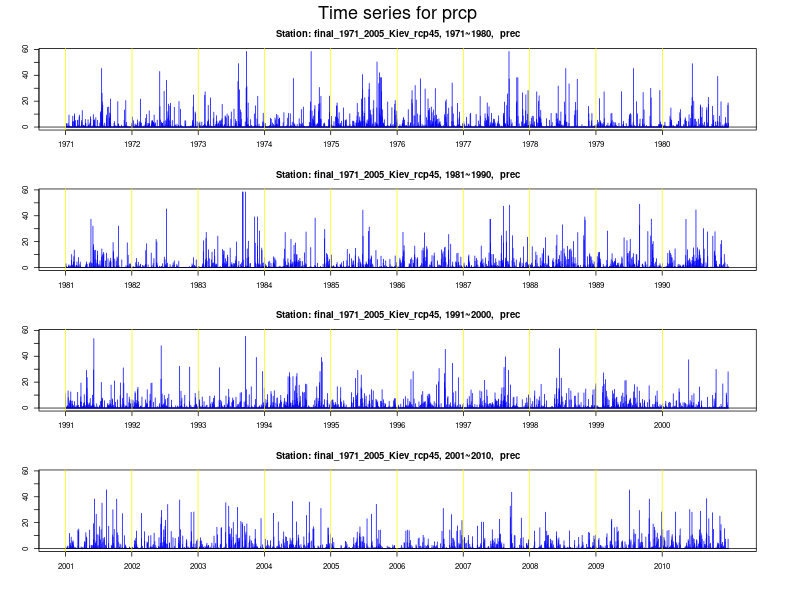 Time series for prcp
Station: final_1971_2005_Kiev_rcp45, 1971~1980, prec
60
40
20
0
1971 1972 1973 1974 1975 1976 1977 1978 1979 1980
Station: final_1971_2005_Kiev_rcp45, 1981~1990, prec
60
40
20
0
1981 1982 1983 1984 1985 1986 1987 1988 1989 1990
Station: final_1971_2005_Kiev_rcp45, 1991~2000, prec
60
40
20
0
1991 1992 1993 1994 1995 1996 1997 1998 1999 2000
Station: final_1971_2005_Kiev_rcp45, 2001~2010, prec
60
40
20
0
2001 2002 2003 2004 2005 2006 2007 2008 2009 2010